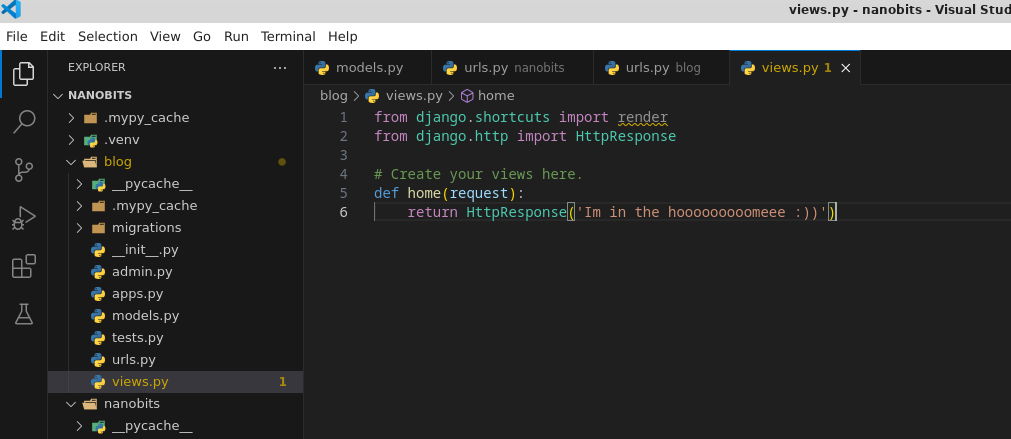 views.py - nanobits - Visual Stud
File Edit Selection View Go Run Terminal Help
EXPLORER ...
NANOBITS
.mypy_cache
.venv
blog
__pycache__
.mypy_cache
migrations
__init__.py
admin.py
apps.py
models.py
tests.py
urls.py
views.py 1
nanobits
__pycache__
models.py urls.py nanobits urls.py blog views.py 1
blog > views.py > home
1 from django.shortcuts import render
2 from django.http import HttpResponse
3
4 # Create your views here.
5 def home(request):
6 return HttpResponse('Im in the hooooooooomeee :))')